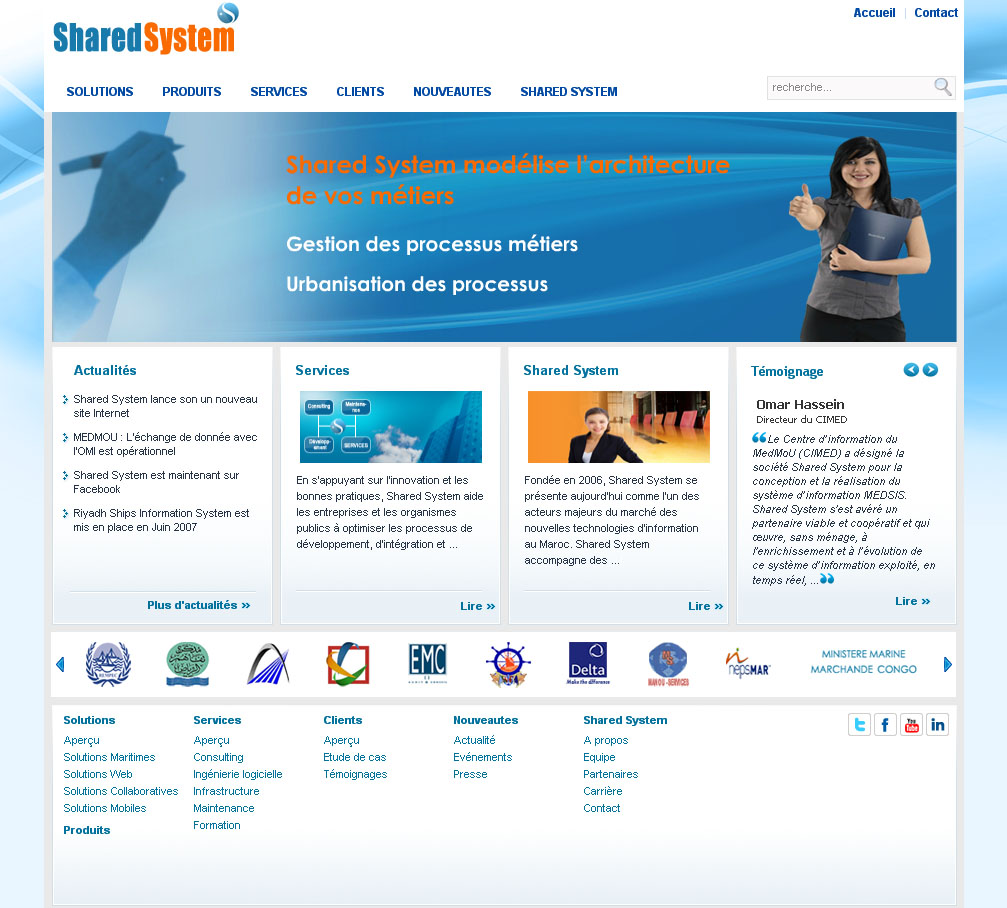 Accueil
Contact
SharedSystem
SOLUTIONS
PRODUITS
SERVICES
CLIENTS
NOUVEAUTES
SHARED SYSTEM
recherche...
Shared System modélise l'architecture
de vos métiers
Gestion des processus métiers
Urbanisation des processus
Actualités
Shared System lance son un nouveau
site Internet
MEDMOU : L'échange de donnée avec
l'OMI est opérationnel
Shared System est maintenant sur
Facebook
Riyadh Ships Information System est
mis en place en Juin 2007
Plus d'actualités »
Services
Consulting
Maintena-
nce
Dévelop-
ement
SERVICES
En s'appuyant sur l'innovation et les
bonnes pratiques, Shared System aide
les entreprises et les organismes
publics à optimiser les processus de
développement, d'intégration et ...
Lire »
Shared System
Fondée en 2006, Shared System se
présente aujourd'hui comme l'un des
acteurs majeurs du marché des
nouvelles technologies d'information
au Maroc. Shared System
accompagne des ...
Lire »
Témoignage
Omar Hassein
Directeur du CIMED
Le Centre d'information du
MedMoU (CIMED) a désigné la
société Shared System pour la
conception et la réalisation du
système d'information MEDSIS.
Shared System s'est avéré un
partenaire viable et coopératif et qui
œuvre, sans ménage, à
l'enrichissement et à l'évolution de
ce système d'information exploité, en
temps réel, ...
Lire »
EMC
Delta
Make the difference
MANOU-SERVICES
nepsMAR
MINISTERE MARINE
MARCHANDE CONGO
Solutions
Aperçu
Solutions Maritimes
Solutions Web
Solutions Collaboratives
Solutions Mobiles
Produits
Services
Aperçu
Consulting
Ingénierie logicielle
Infrastructure
Maintenance
Formation
Clients
Aperçu
Etude de cas
Témoignages
Nouveautes
Actualité
Evénements
Presse
Shared System
A propos
Equipe
Partenaires
Carrière
Contact
You
Tube